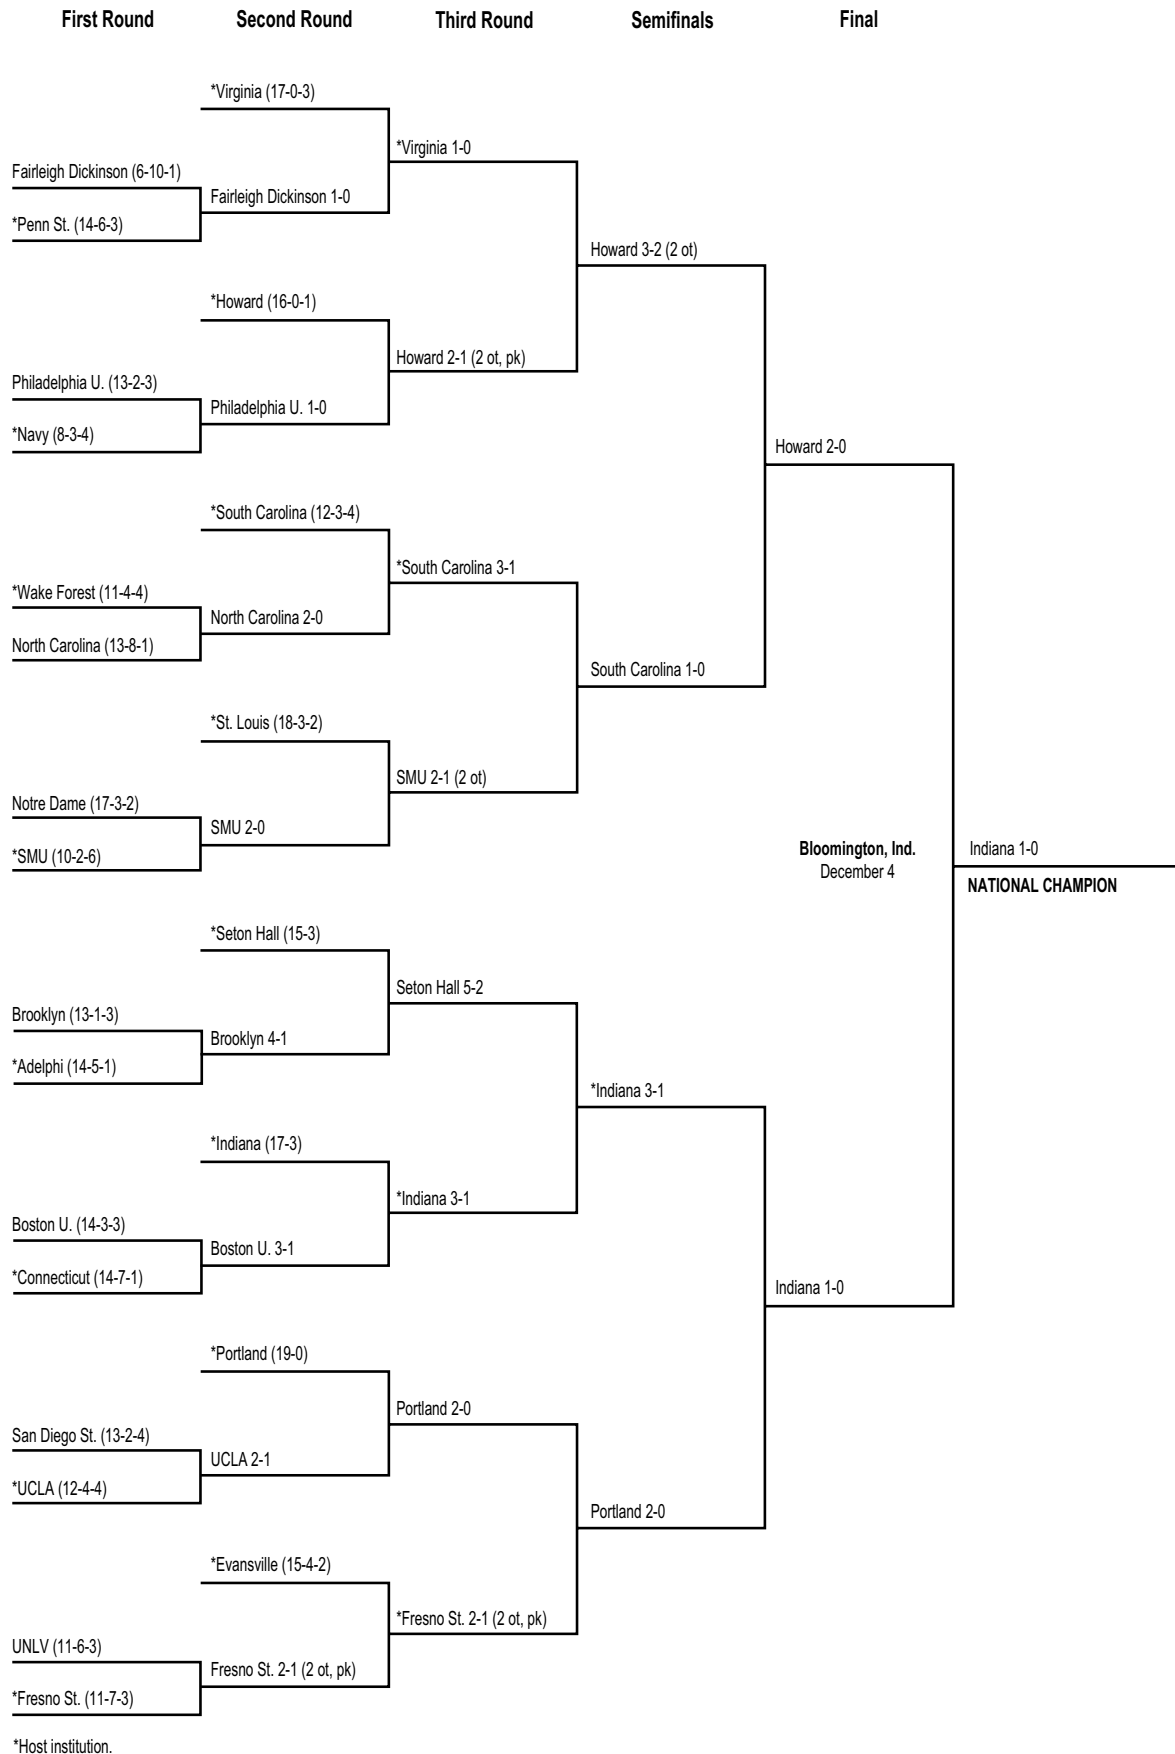 First Round
Second Round
Third Round
Semifinals
Final
*Virginia (17-0-3)
*Virginia 1-0
Fairleigh Dickinson (6-10-1)
Fairleigh Dickinson 1-0
*Penn St. (14-6-3)
Howard 3-2 (2 ot)
*Howard (16-0-1)
Howard 2-1 (2 ot, pk)
Philadelphia U. (13-2-3)
Philadelphia U. 1-0
*Navy (8-3-4)
Howard 2-0
*South Carolina (12-3-4)
*South Carolina 3-1
*Wake Forest (11-4-4)
North Carolina 2-0
North Carolina (13-8-1)
South Carolina 1-0
*St. Louis (18-3-2)
SMU 2-1 (2 ot)
Notre Dame (17-3-2)
SMU 2-0
*SMU (10-2-6)
Bloomington, Ind.
December 4
Indiana 1-0
NATIONAL CHAMPION
*Seton Hall (15-3)
Seton Hall 5-2
Brooklyn (13-1-3)
Brooklyn 4-1
*Adelphi (14-5-1)
*Indiana 3-1
*Indiana (17-3)
*Indiana 3-1
Boston U. (14-3-3)
Boston U. 3-1
*Connecticut (14-7-1)
Indiana 1-0
*Portland (19-0)
Portland 2-0
San Diego St. (13-2-4)
UCLA 2-1
*UCLA (12-4-4)
Portland 2-0
*Evansville (15-4-2)
*Fresno St. 2-1 (2 ot, pk)
UNLV (11-6-3)
Fresno St. 2-1 (2 ot, pk)
*Fresno St. (11-7-3)
*Host institution.